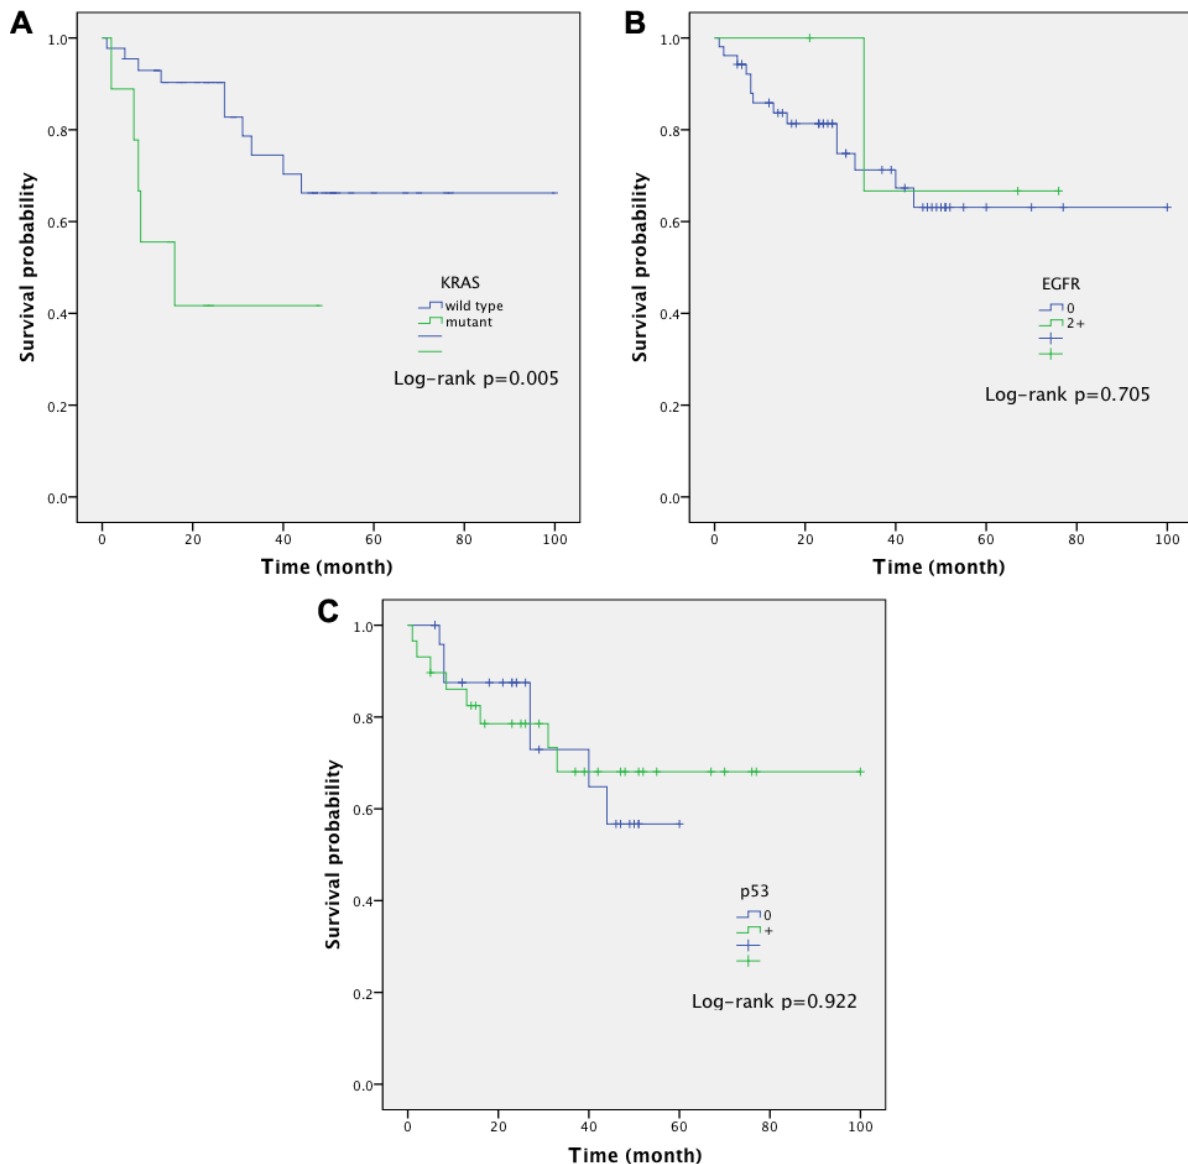 A
1.0
0.8
0.6
0.4
0.2
0.0
Survival probability
KRAS
wild type
mutant
Log-rank p=0.005
0 20 40 60 80 100
Time (month)
B
1.0
0.8
0.6
0.4
0.2
0.0
Survival probability
EGFR
0
2+
Log-rank p=0.705
0 20 40 60 80 100
Time (month)
C
1.0
0.8
0.6
0.4
0.2
0.0
Survival probability
p53
0
+
Log-rank p=0.922
0 20 40 60 80 100
Time (month)